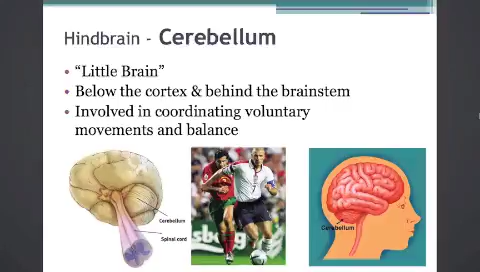 Hindbrain - Cerebellum
• “Little Brain”
• Below the cortex & behind the brainstem
• Involved in coordinating voluntary
movements and balance
Cerebellum
Spinal cord
7
Cerebellum